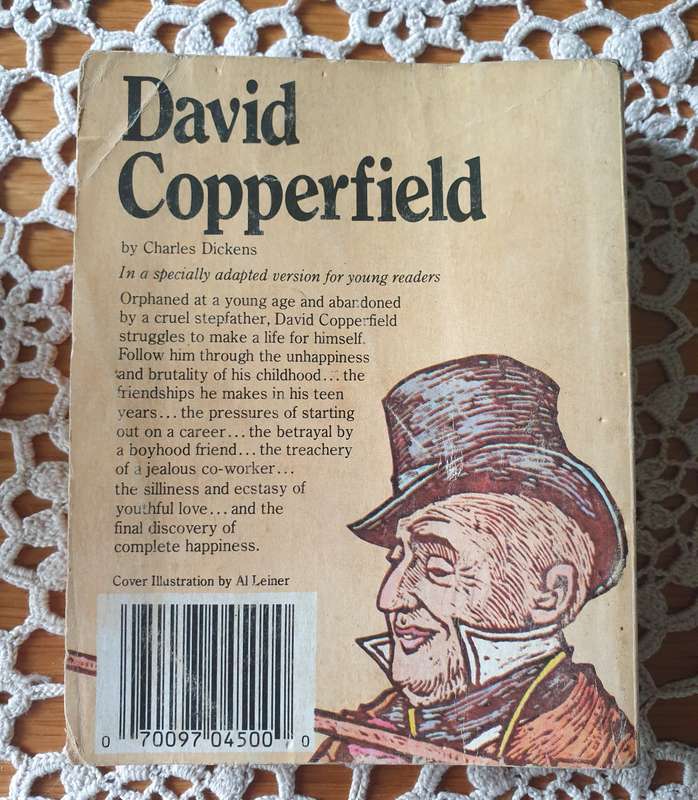 David
Copperfield
by Charles Dickens
In a specially adapted version for young readers
Orphaned at a young age and abandoned
by a cruel stepfather, David Copperfield
struggles to make a life for himself.
Follow him through the unhappiness
and brutality of his childhood...the
friendships he makes in his teen
years...the pressures of starting
out on a career...the betrayal by
a boyhood friend...the treachery
of a jealous co-worker...
the silliness and ecstasy of
youthful love...and the
final discovery of
complete happiness.
Cover Illustration by Al Leiner
0 70097 04500 0